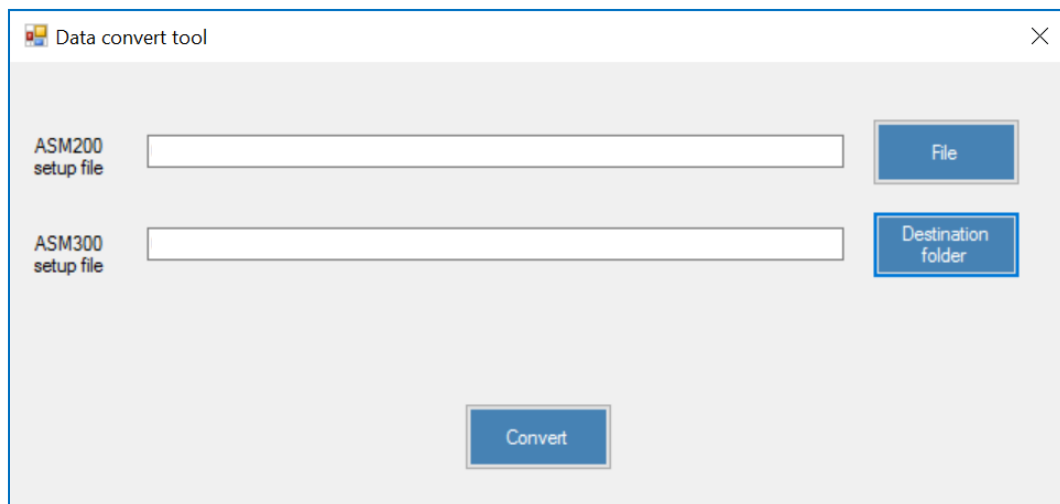 Data convert tool
ASM200
setup file
File
ASM300
setup file
Destination
folder
Convert